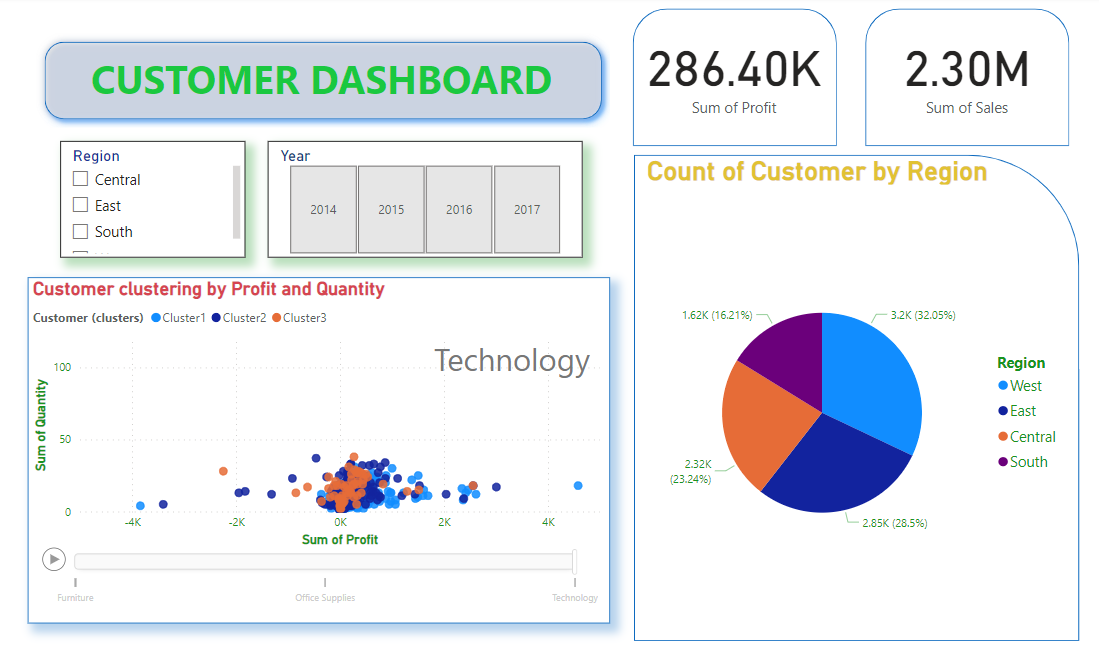 CUSTOMER DASHBOARD
286.40K
Sum of Profit
2.30M
Sum of Sales
Region
Central
East
South
Year
2014 2015 2016 2017
Customer clustering by Profit and Quantity
Customer (clusters) Cluster1 Cluster2 Cluster3
Technology
Sum of Quantity
100
50
0
-4K -2K 0K 2K 4K
Sum of Profit
Furniture Office Supplies Technology
Count of Customer by Region
1.62K (16.21%)
3.2K (32.05%)
2.32K
(23.24%)
2.85K (28.5%)
Region
West
East
Central
South